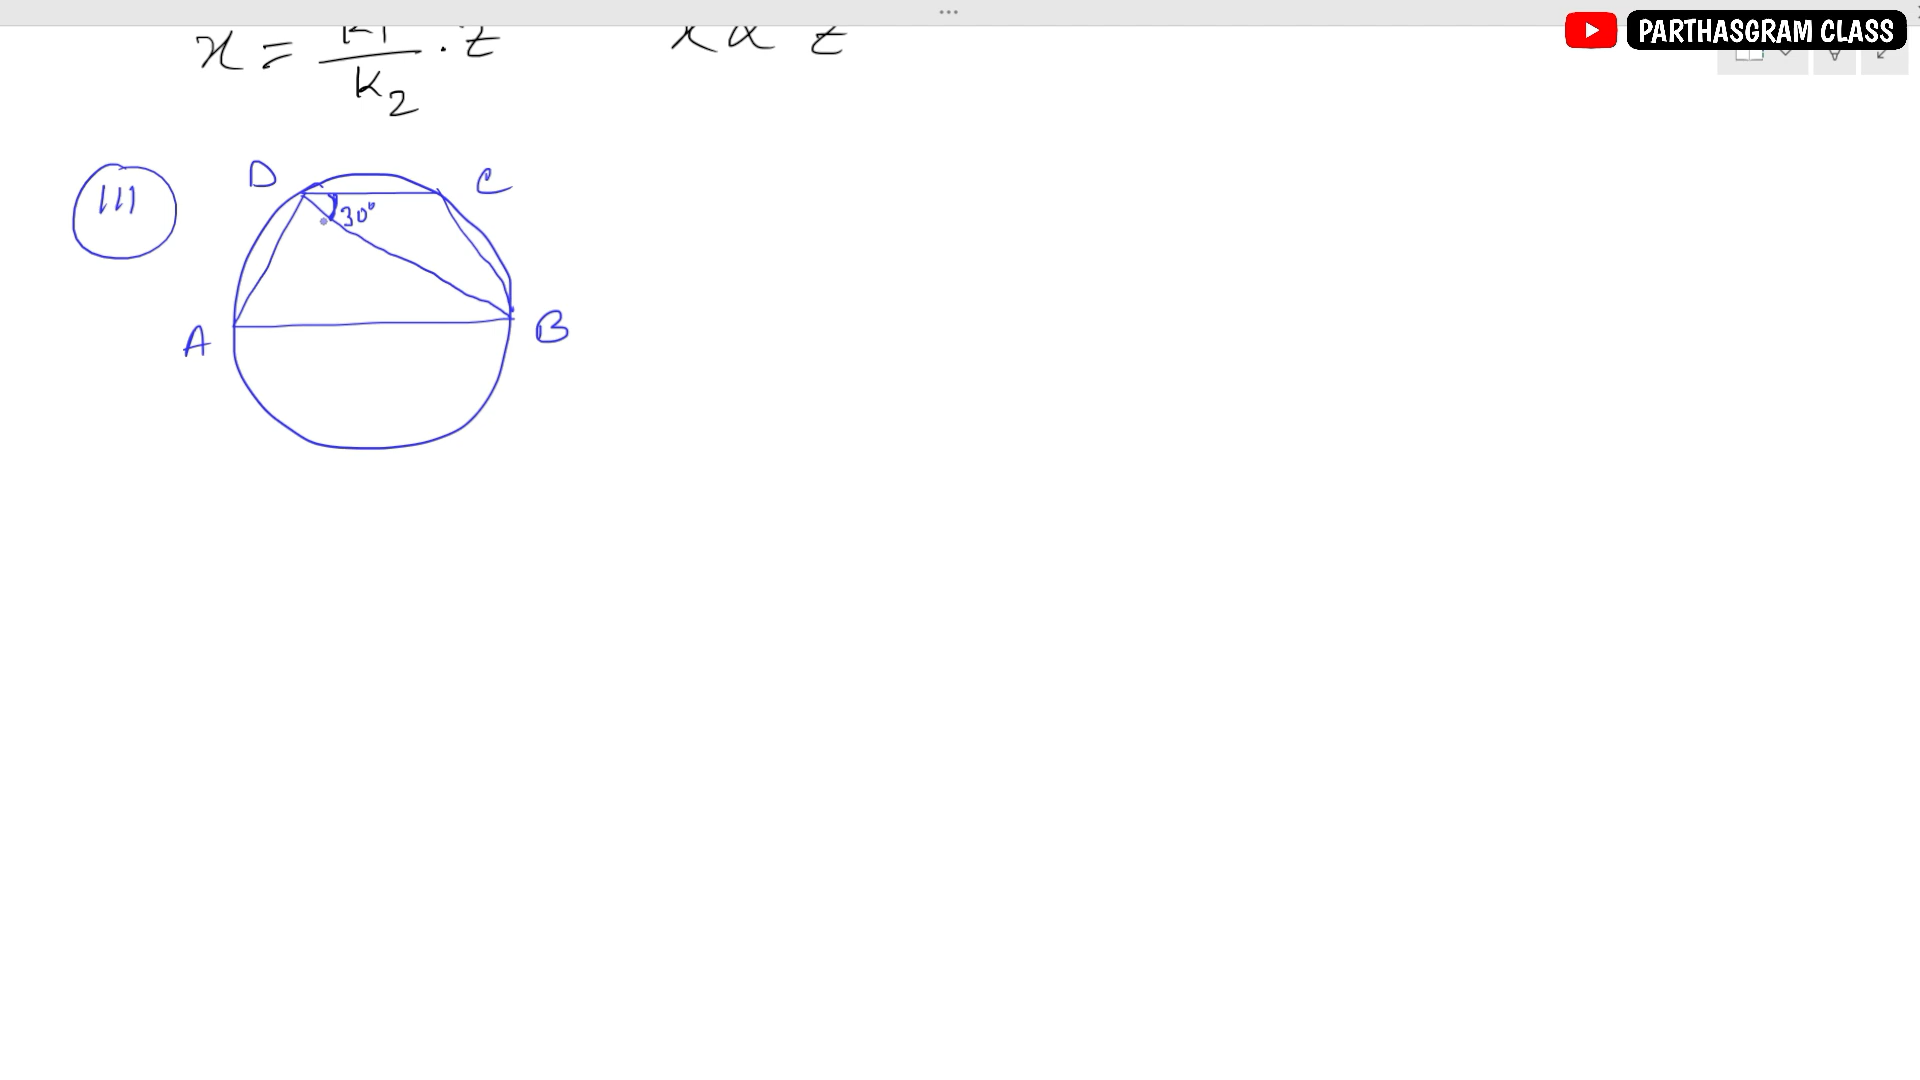 PARTHASGRAM CLASS
x = k1/k2 . z x α z
111
D C
30°
A B